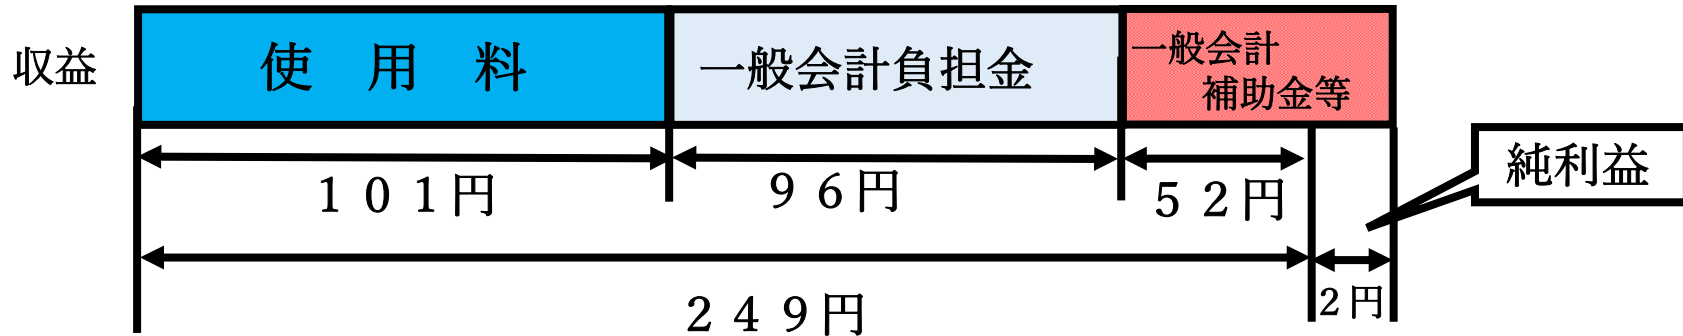 収益
使用料
一般会計負担金
一般会計
補助金等
純利益
１０１円
９６円
５２円
２４９円
2円